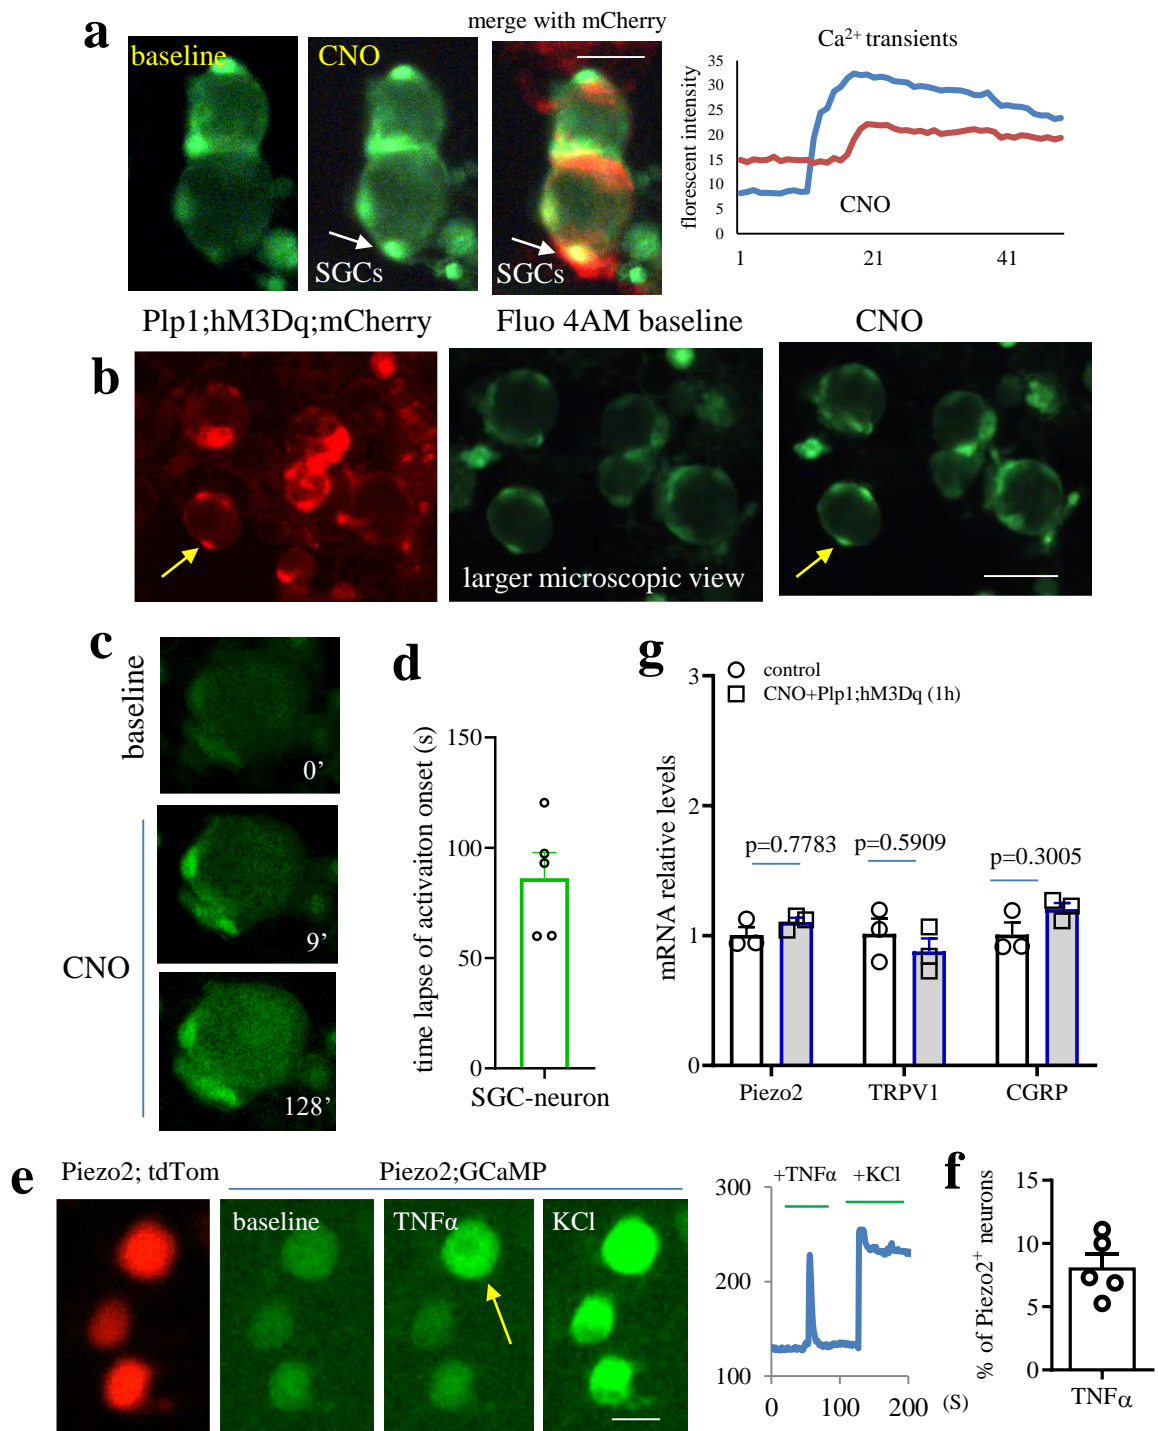 a
merge with mCherry
baseline
CNO
SGCs
SGCs
Ca²⁺ transients
florescent intensity
35
30
25
20
15
10
5
0
CNO
1 21 41
Plp1;hM3Dq;mCherry
Fluo 4AM baseline
CNO
b
larger microscopic view
c
baseline
0’
CNO
9’
128’
d
time lapse of activaiton onset (s)
150
100
50
0
SGC-neuron
g
control
CNO+Plp1;hM3Dq (1h)
mRNA relative levels
3
2
1
0
p=0.7783
p=0.5909
p=0.3005
Piezo2
TRPV1
CGRP
e
Piezo2; tdTom
Piezo2;GCaMP
baseline
TNFα
KCl
+TNFα
+KCl
300
200
100
0 100 200 (S)
f
% of Piezo2⁺ neurons
15
10
5
0
TNFα